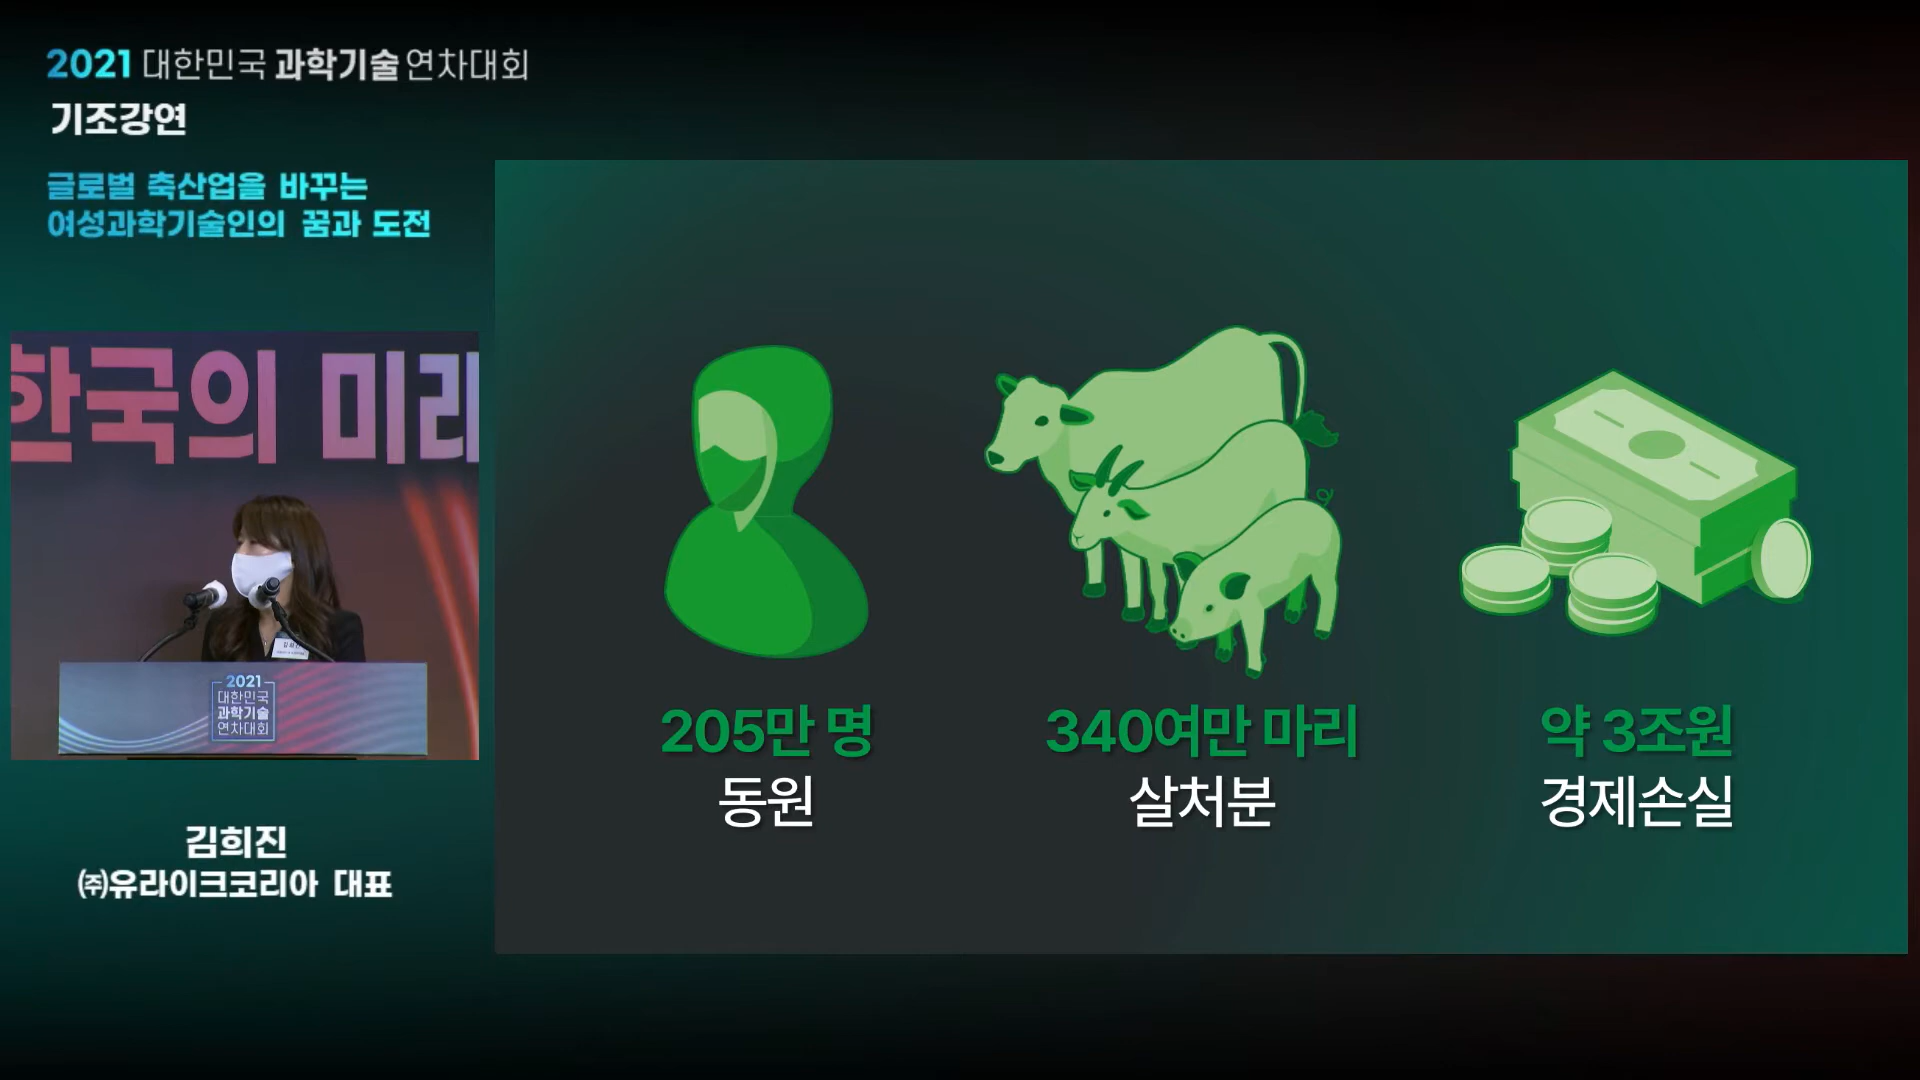 2021 대한민국 과학기술 연차대회
기조강연
글로벌 축산업을 바꾸는
여성과학기술인의 꿈과 도전
한국의 미래
2021
대한민국
과학기술
연차대회
김희진
㈜유라이크코리아 대표
205만 명
동원
340여만 마리
살처분
약 3조원
경제손실